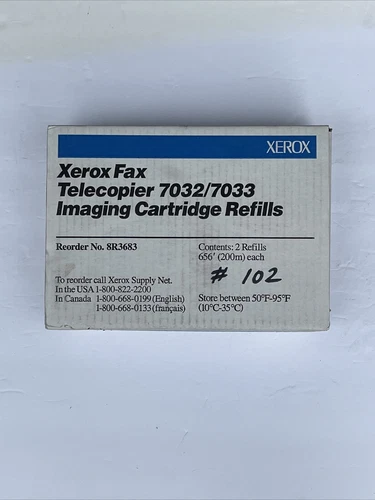 XEROX
Xerox Fax
Telecopier 7032/7033
Imaging Cartridge Refills
Reorder No. 8R3683
Contents: 2 Refills
656' (200m) each
# 102
To reorder call Xerox Supply Net.
In the USA 1-800-822-2200
In Canada 1-800-668-0199 (English)
1-800-668-0133 (français)
Store between 50°F-95°F
(10°C-35°C)